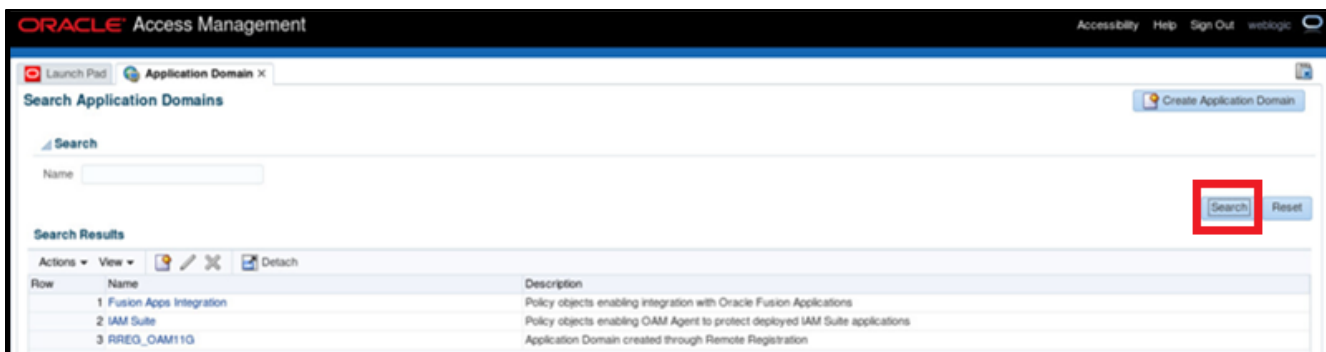 ORACLE Access Management Accessibility Help Sign Out weblogic
Launch Pad Application Domain ×
Search Application Domains Create Application Domain
Search
Name
Search Reset
Search Results
Actions View Detach
Row Name Description
1 Fusion Apps Integration Policy objects enabling integration with Oracle Fusion Applications
2 IAM Suite Policy objects enabling OAM Agent to protect deployed IAM Suite applications
3 RREG_OAM11G Application Domain created through Remote Registration